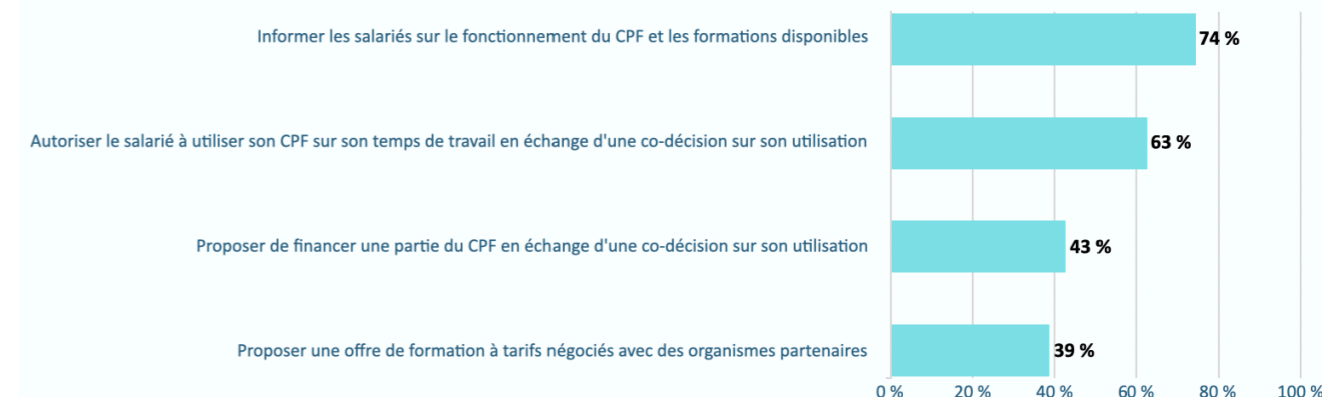 Informer les salariés sur le fonctionnement du CPF et les formations disponibles
74 %
Autoriser le salarié à utiliser son CPF sur son temps de travail en échange d'une co-décision sur son utilisation
63 %
Proposer de financer une partie du CPF en échange d'une co-décision sur son utilisation
43 %
Proposer une offre de formation à tarifs négociés avec des organismes partenaires
39 %
0 % 20 % 40 % 60 % 80 % 100 %